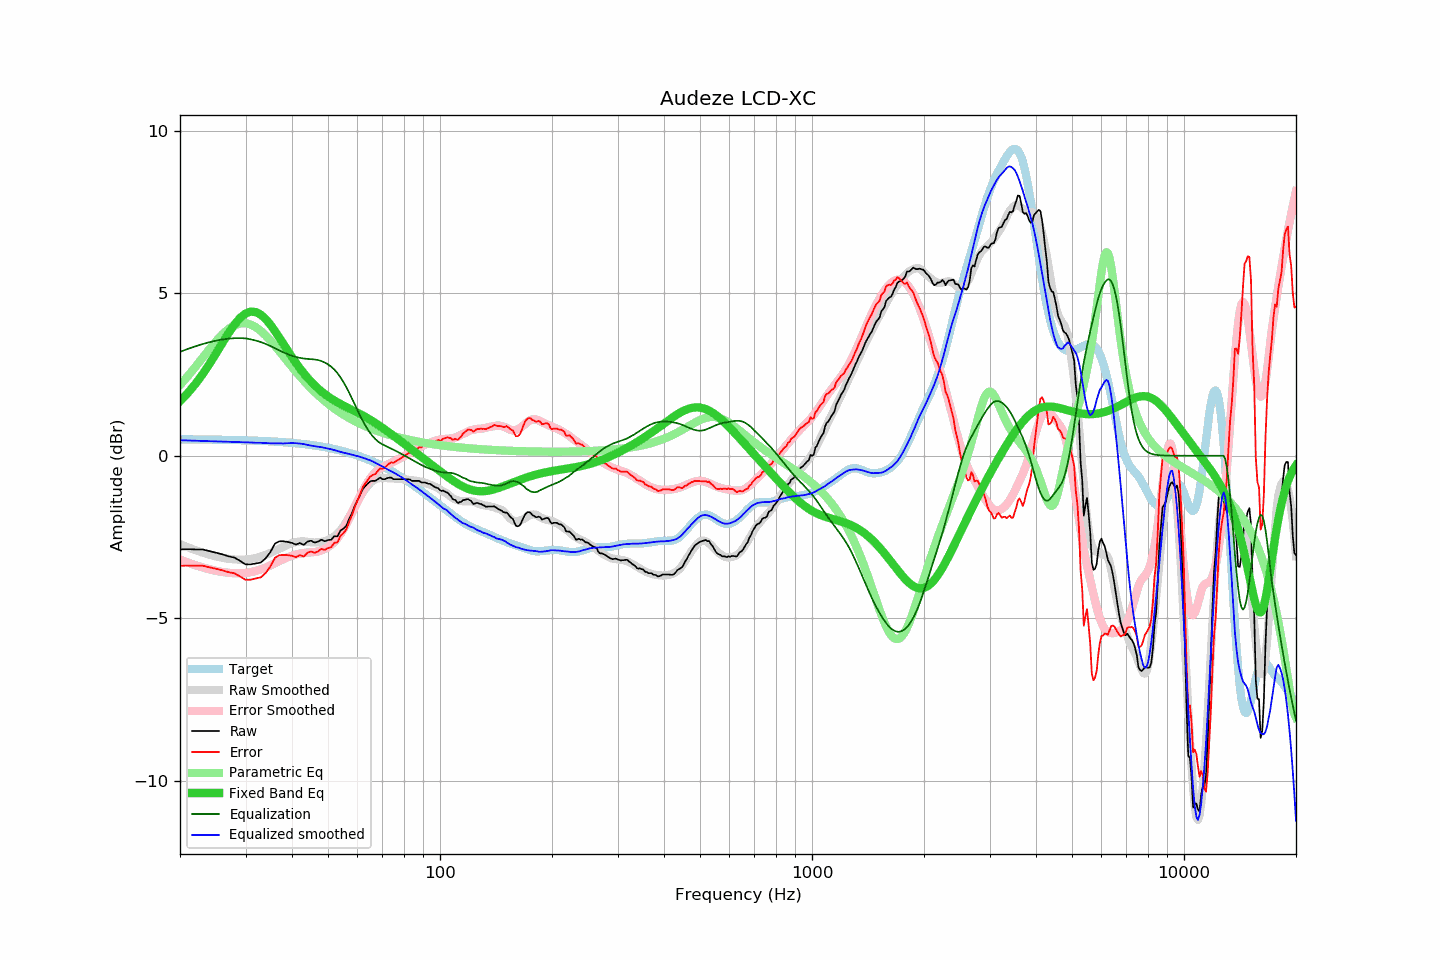 Audeze LCD-XC
Amplitude (dBr)
10
5
0
−5
−10
Target
Raw Smoothed
Error Smoothed
Raw
Error
Parametric Eq
Fixed Band Eq
Equalization
Equalized smoothed
100
1000
10000
Frequency (Hz)